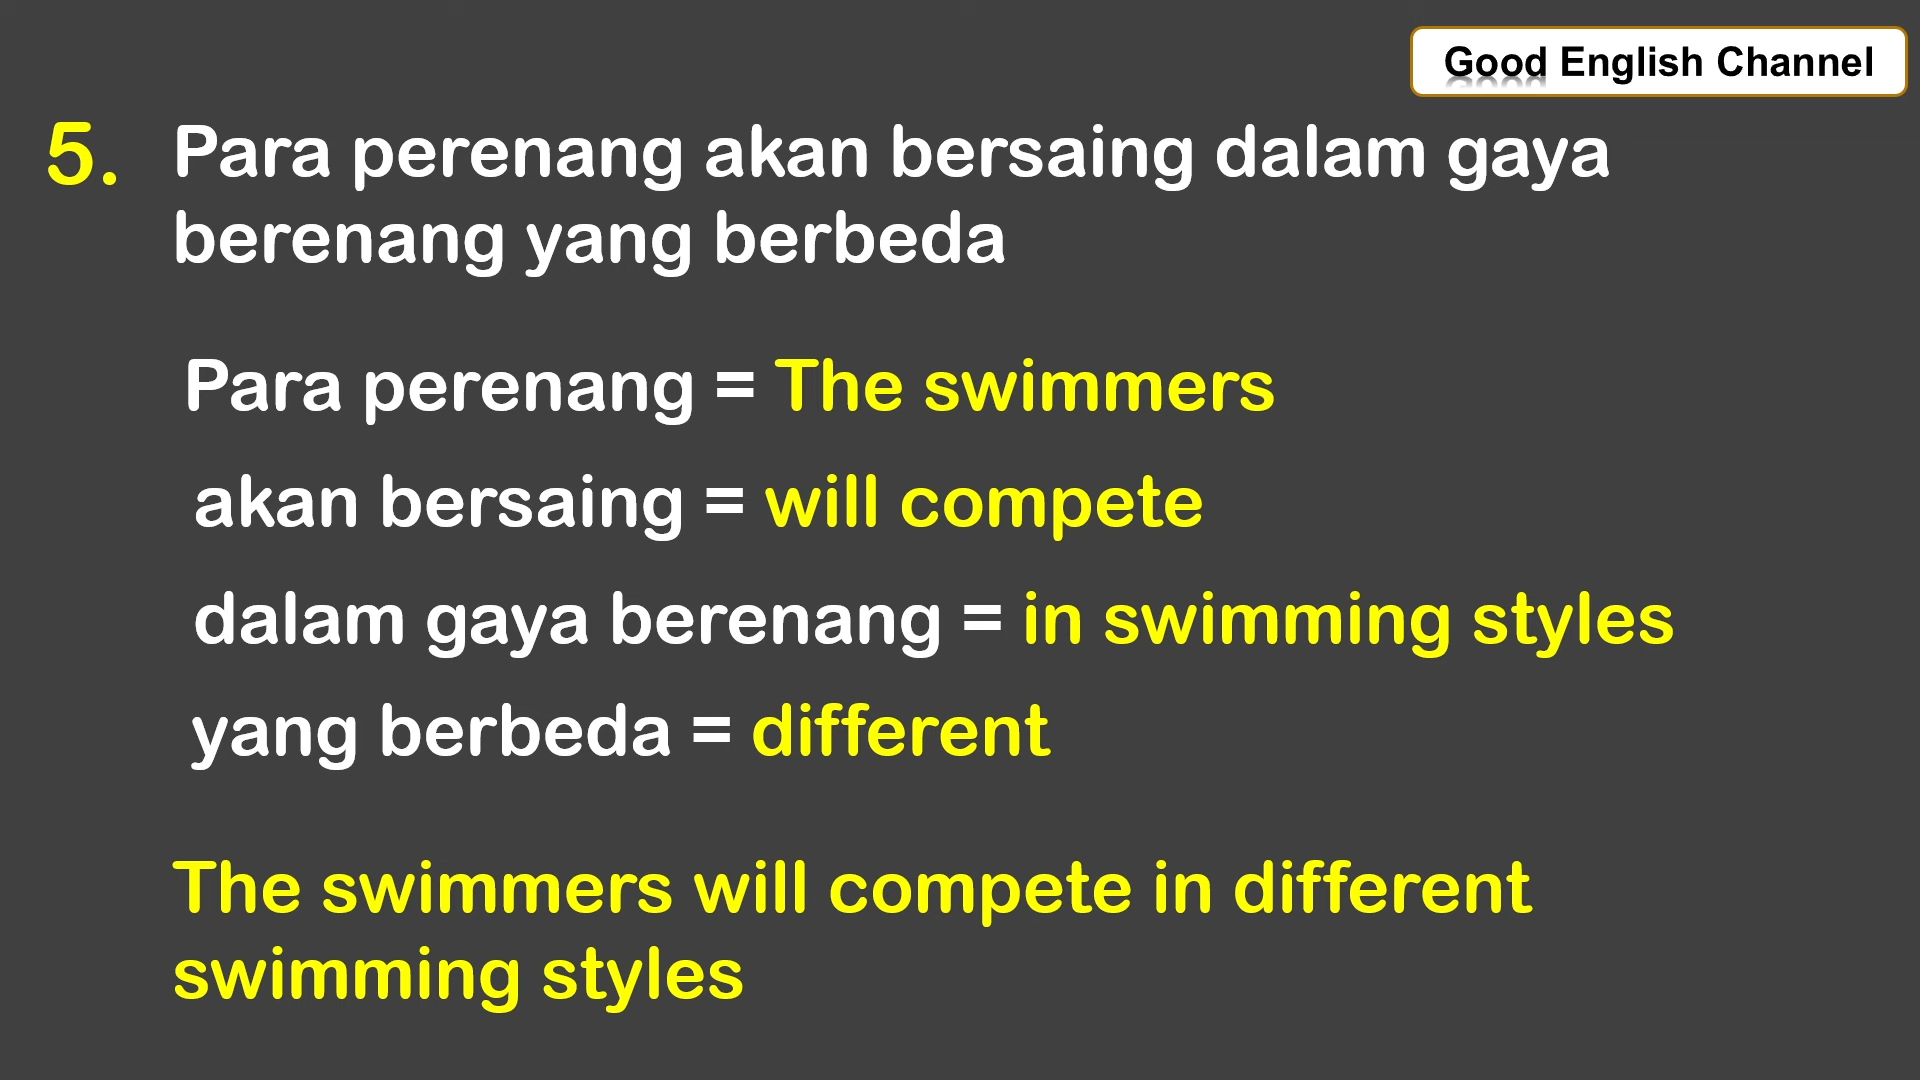 Good English Channel
5. Para perenang akan bersaing dalam gaya
berenang yang berbeda
Para perenang = The swimmers
akan bersaing = will compete
dalam gaya berenang = in swimming styles
yang berbeda = different
The swimmers will compete in different
swimming styles